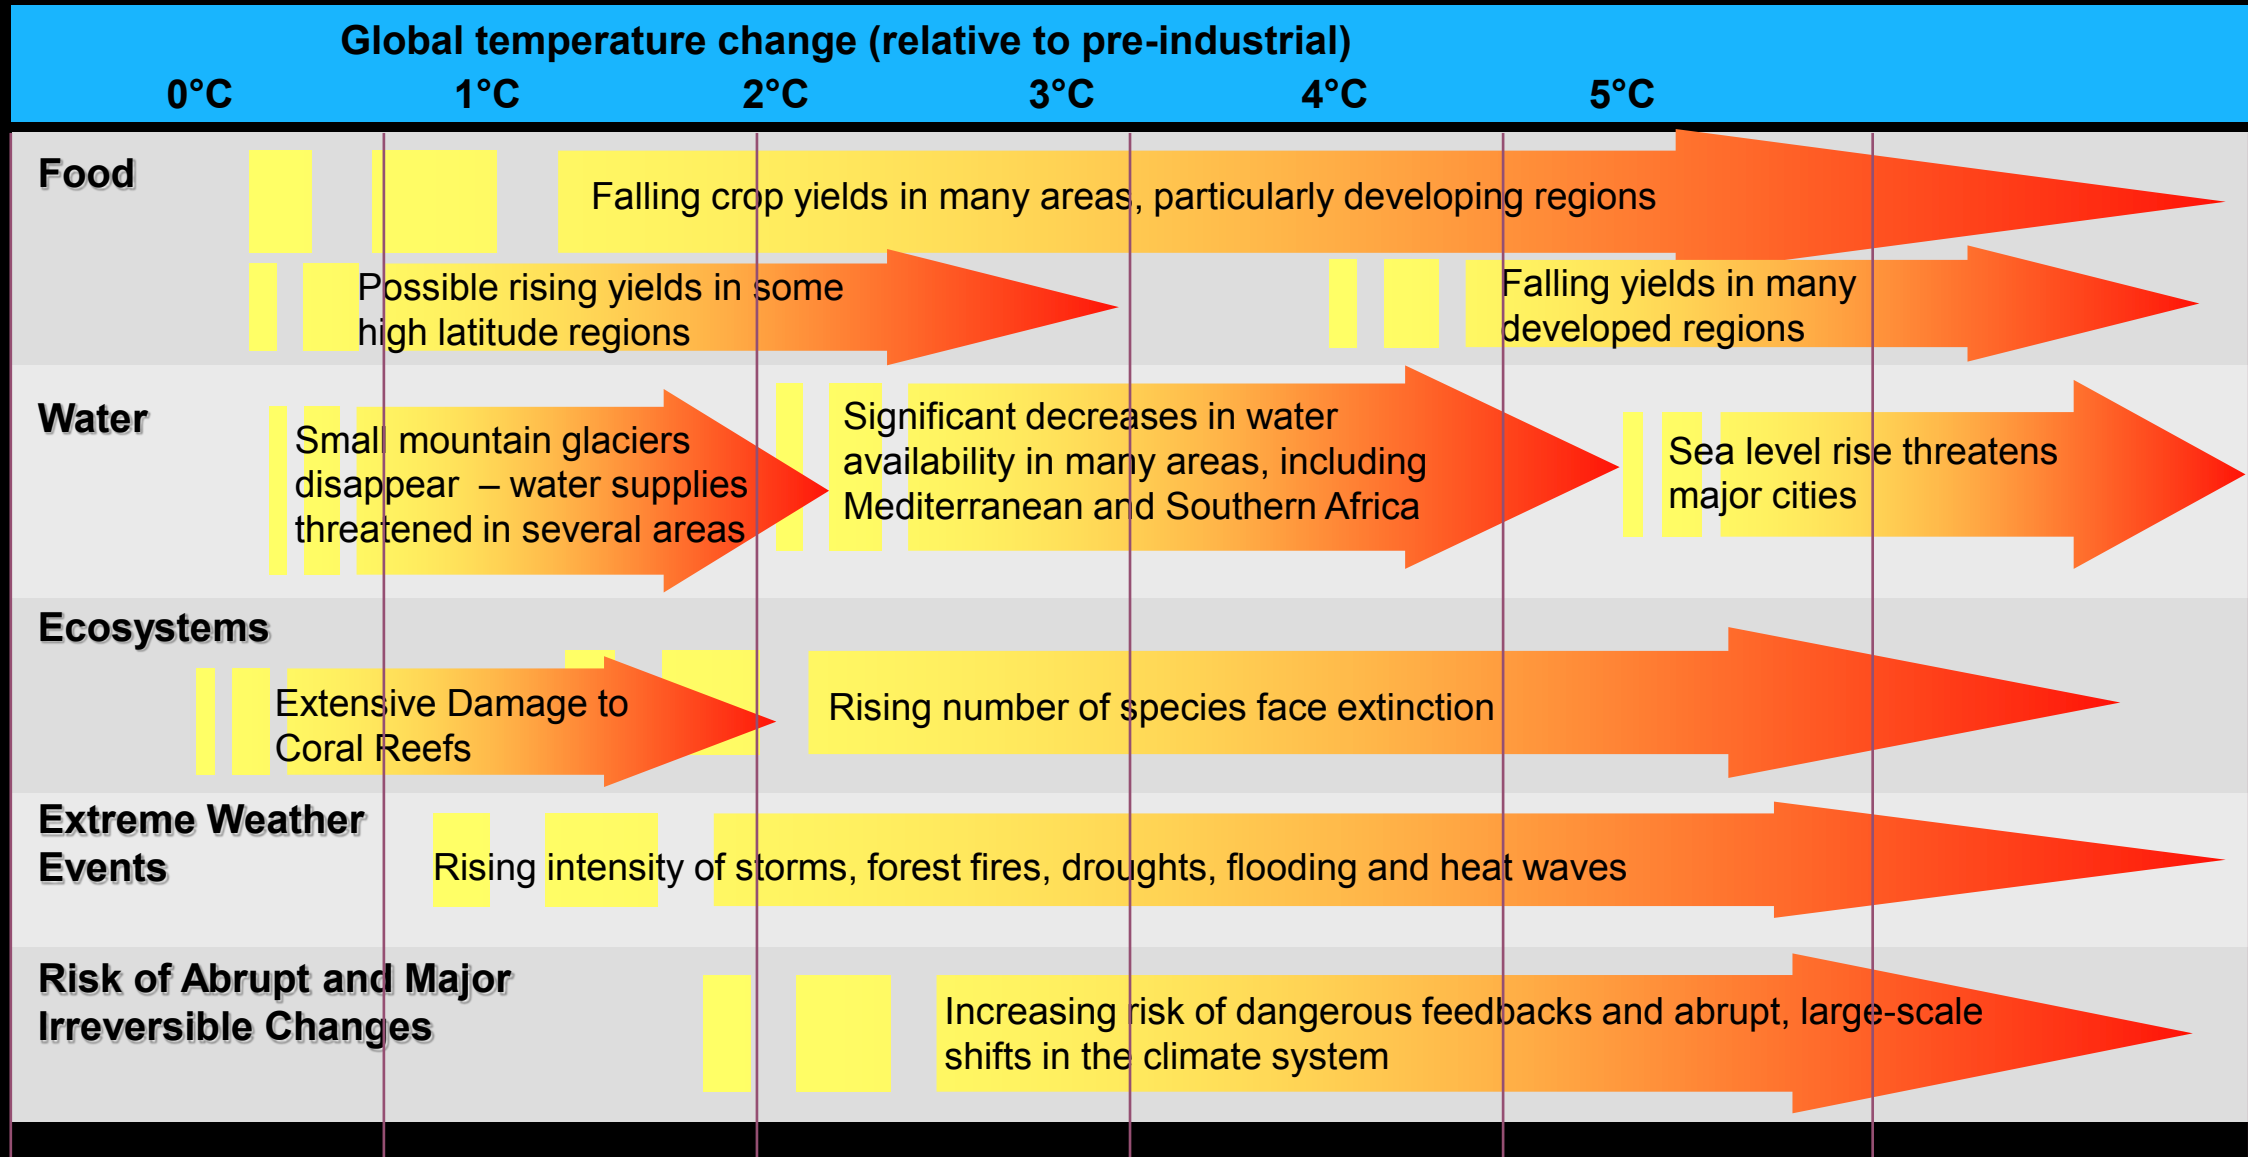 Global temperature change (relative to pre-industrial)
0°C 1°C 2°C 3°C 4°C 5°C
Food
Falling crop yields in many areas, particularly developing regions
Possible rising yields in some
high latitude regions
Falling yields in many
developed regions
Water
Small mountain glaciers
disappear – water supplies
threatened in several areas
Significant decreases in water
availability in many areas, including
Mediterranean and Southern Africa
Sea level rise threatens
major cities
Ecosystems
Extensive Damage to
Coral Reefs
Rising number of species face extinction
Extreme Weather
Events
Rising intensity of storms, forest fires, droughts, flooding and heat waves
Risk of Abrupt and Major
Irreversible Changes
Increasing risk of dangerous feedbacks and abrupt, large-scale
shifts in the climate system